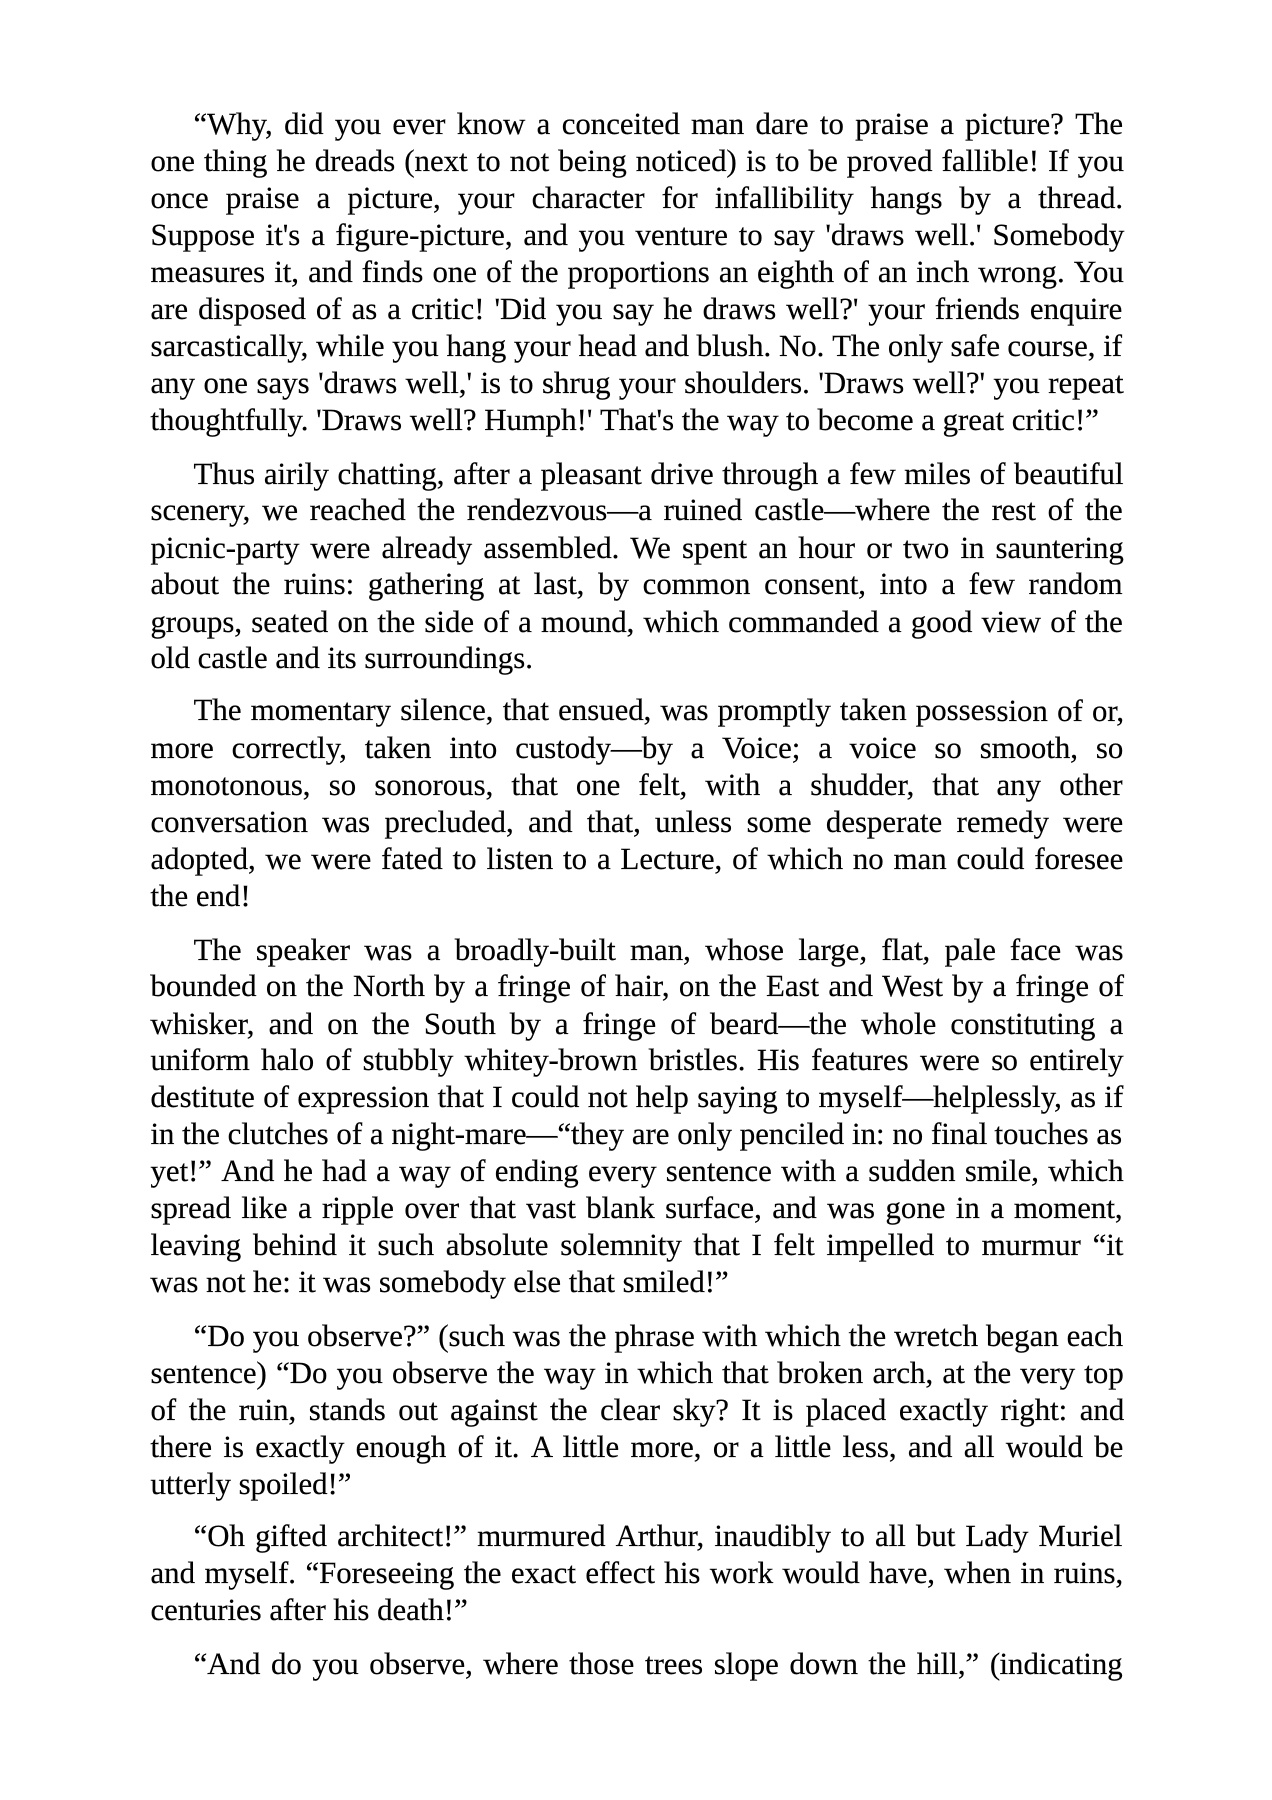 “Why, did you ever know a conceited man dare to praise a picture? The
one thing he dreads (next to not being noticed) is to be proved fallible! If you
once praise a picture, your character for infallibility hangs by a thread.
Suppose it's a figure-picture, and you venture to say 'draws well.' Somebody
measures it, and finds one of the proportions an eighth of an inch wrong. You
are disposed of as a critic! 'Did you say he draws well?' your friends enquire
sarcastically, while you hang your head and blush. No. The only safe course, if
any one says 'draws well,' is to shrug your shoulders. 'Draws well?' you repeat
thoughtfully. 'Draws well? Humph!' That's the way to become a great critic!”
Thus airily chatting, after a pleasant drive through a few miles of beautiful
scenery, we reached the rendezvous—a ruined castle—where the rest of the
picnic-party were already assembled. We spent an hour or two in sauntering
about the ruins: gathering at last, by common consent, into a few random
groups, seated on the side of a mound, which commanded a good view of the
old castle and its surroundings.
The momentary silence, that ensued, was promptly taken possession of or,
more correctly, taken into custody—by a Voice; a voice so smooth, so
monotonous, so sonorous, that one felt, with a shudder, that any other
conversation was precluded, and that, unless some desperate remedy were
adopted, we were fated to listen to a Lecture, of which no man could foresee
the end!
The speaker was a broadly-built man, whose large, flat, pale face was
bounded on the North by a fringe of hair, on the East and West by a fringe of
whisker, and on the South by a fringe of beard—the whole constituting a
uniform halo of stubbly whitey-brown bristles. His features were so entirely
destitute of expression that I could not help saying to myself—helplessly, as if
in the clutches of a night-mare—“they are only penciled in: no final touches as
yet!” And he had a way of ending every sentence with a sudden smile, which
spread like a ripple over that vast blank surface, and was gone in a moment,
leaving behind it such absolute solemnity that I felt impelled to murmur “it
was not he: it was somebody else that smiled!”
“Do you observe?” (such was the phrase with which the wretch began each
sentence) “Do you observe the way in which that broken arch, at the very top
of the ruin, stands out against the clear sky? It is placed exactly right: and
there is exactly enough of it. A little more, or a little less, and all would be
utterly spoiled!”
“Oh gifted architect!” murmured Arthur, inaudibly to all but Lady Muriel
and myself. “Foreseeing the exact effect his work would have, when in ruins,
centuries after his death!”
“And do you observe, where those trees slope down the hill,” (indicating